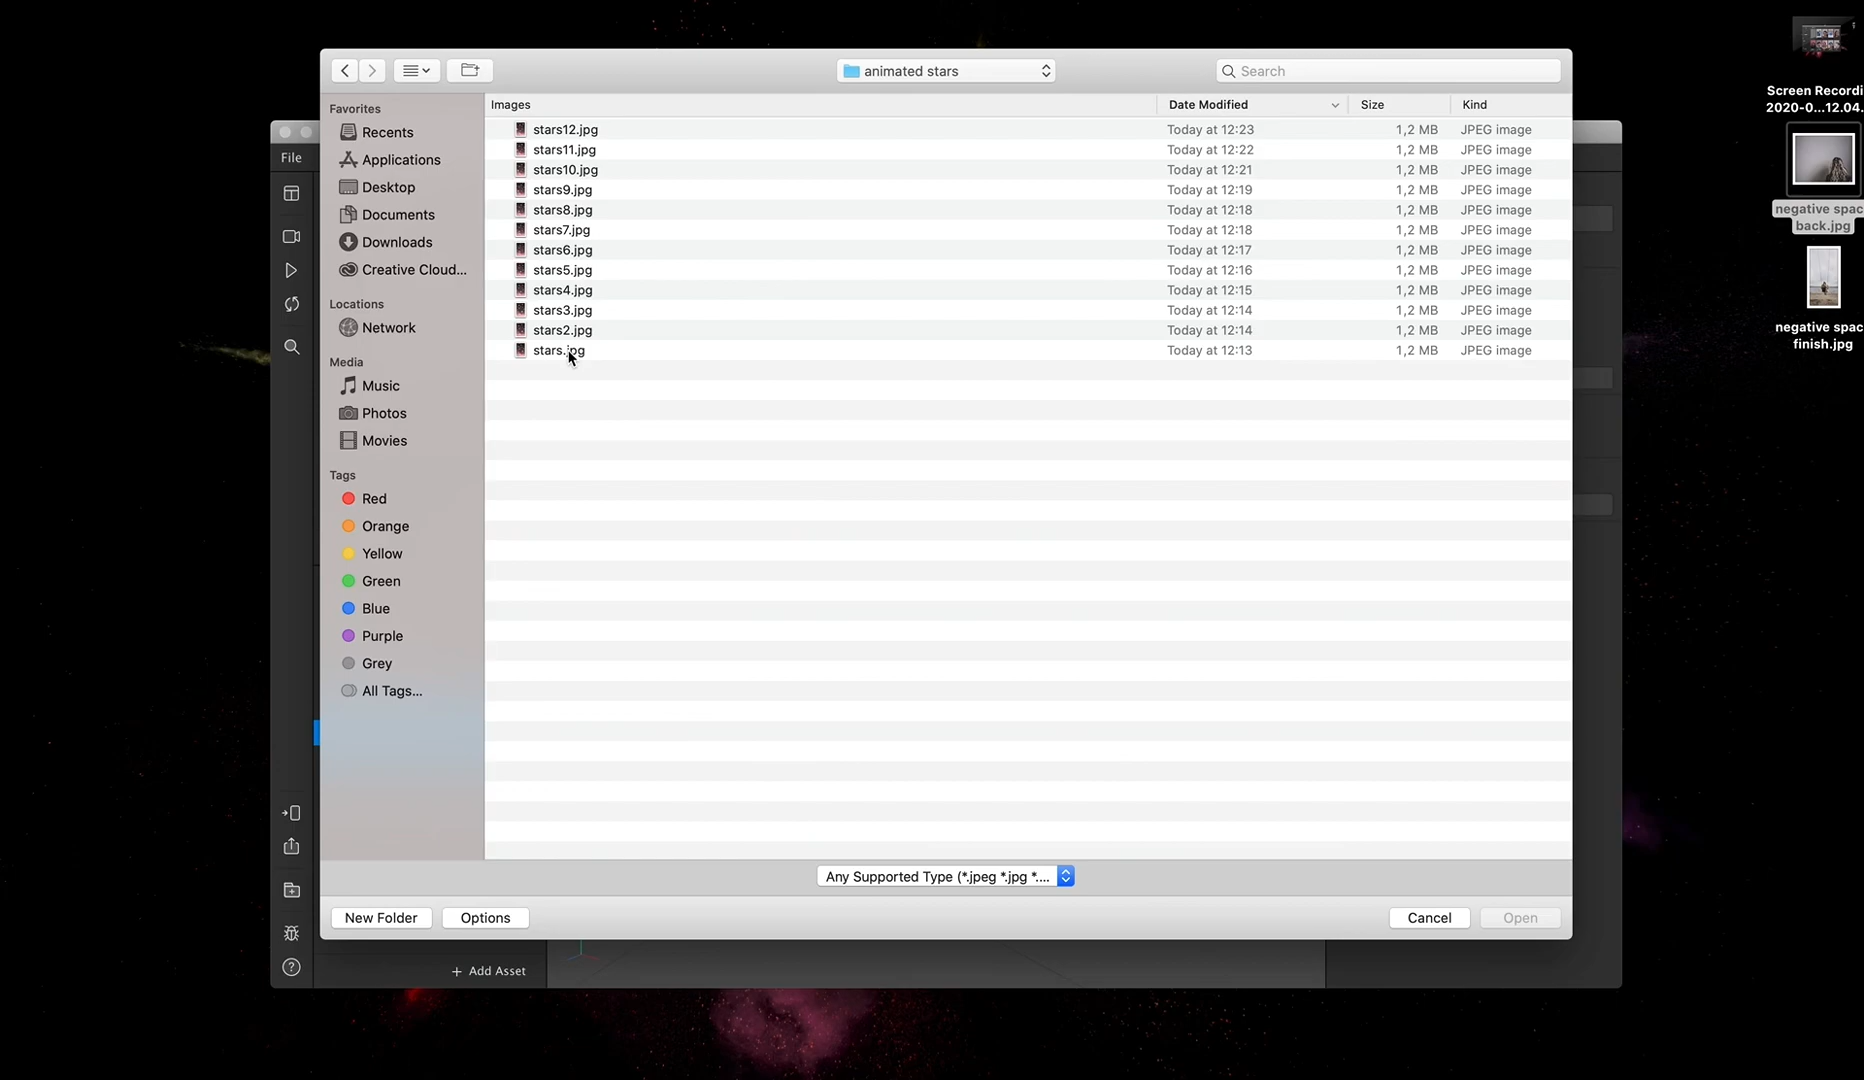 animated stars
Search
Screen Recordi
2020-0...12.04.
Favorites
Images
Date Modified
Size
Kind
Recents
stars12.jpg Today at 12:23 1,2 MB JPEG image
File
Applications
stars11.jpg Today at 12:22 1,2 MB JPEG image
stars10.jpg Today at 12:21 1,2 MB JPEG image
Desktop
stars9.jpg Today at 12:19 1,2 MB JPEG image
Documents
stars8.jpg Today at 12:18 1,2 MB JPEG image
negative spac
back.jpg
stars7.jpg Today at 12:18 1,2 MB JPEG image
Downloads
stars6.jpg Today at 12:17 1,2 MB JPEG image
Creative Cloud...
stars5.jpg Today at 12:16 1,2 MB JPEG image
stars4.jpg Today at 12:15 1,2 MB JPEG image
Locations
stars3.jpg Today at 12:14 1,2 MB JPEG image
Network
stars2.jpg Today at 12:14 1,2 MB JPEG image
negative spac
finish.jpg
stars.jpg Today at 12:13 1,2 MB JPEG image
Media
Music
Photos
Movies
Tags
Red
Orange
Yellow
Green
Blue
Purple
Grey
All Tags...
Any Supported Type (*.jpeg *.jpg *....
New Folder
Options
Cancel
Open
+ Add Asset